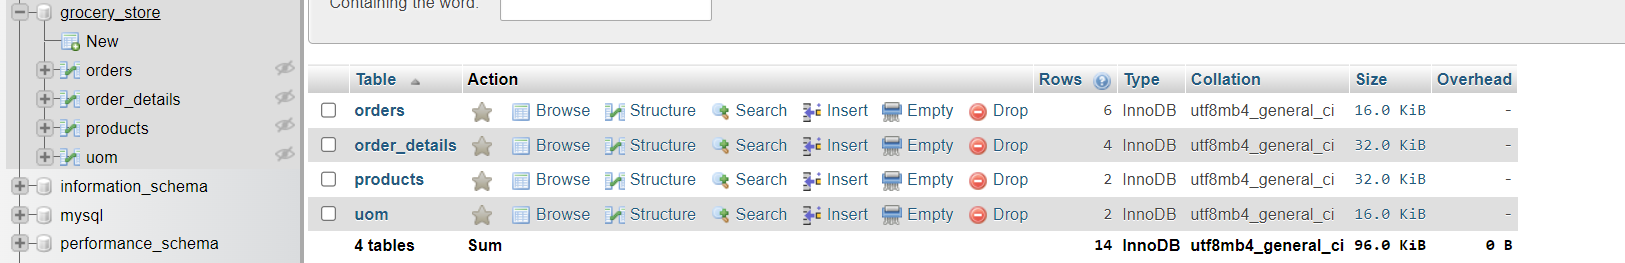 grocery_store
New
orders
order_details
products
uom
information_schema
mysql
performance_schema
Containing the word:
Table Action Rows Type Collation Size Overhead
orders Browse Structure Search Insert Empty Drop 6 InnoDB utf8mb4_general_ci 16.0 KiB -
order_details Browse Structure Search Insert Empty Drop 4 InnoDB utf8mb4_general_ci 32.0 KiB -
products Browse Structure Search Insert Empty Drop 2 InnoDB utf8mb4_general_ci 32.0 KiB -
uom Browse Structure Search Insert Empty Drop 2 InnoDB utf8mb4_general_ci 16.0 KiB -
4 tables Sum 14 InnoDB utf8mb4_general_ci 96.0 KiB 0 B